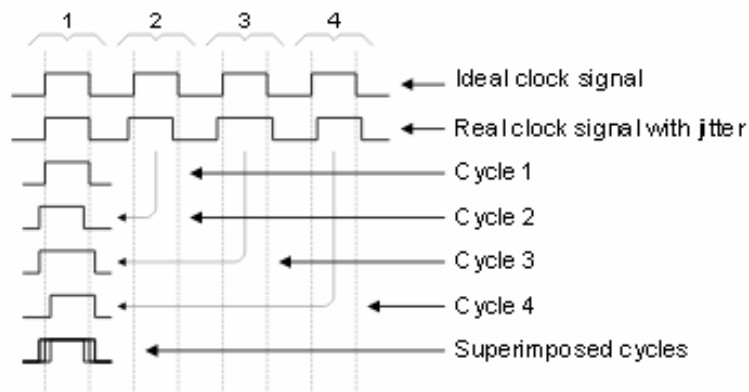 1 2 3 4
Ideal clock signal
Real clock signal with jitter
Cycle 1
Cycle 2
Cycle 3
Cycle 4
Superimposed cycles